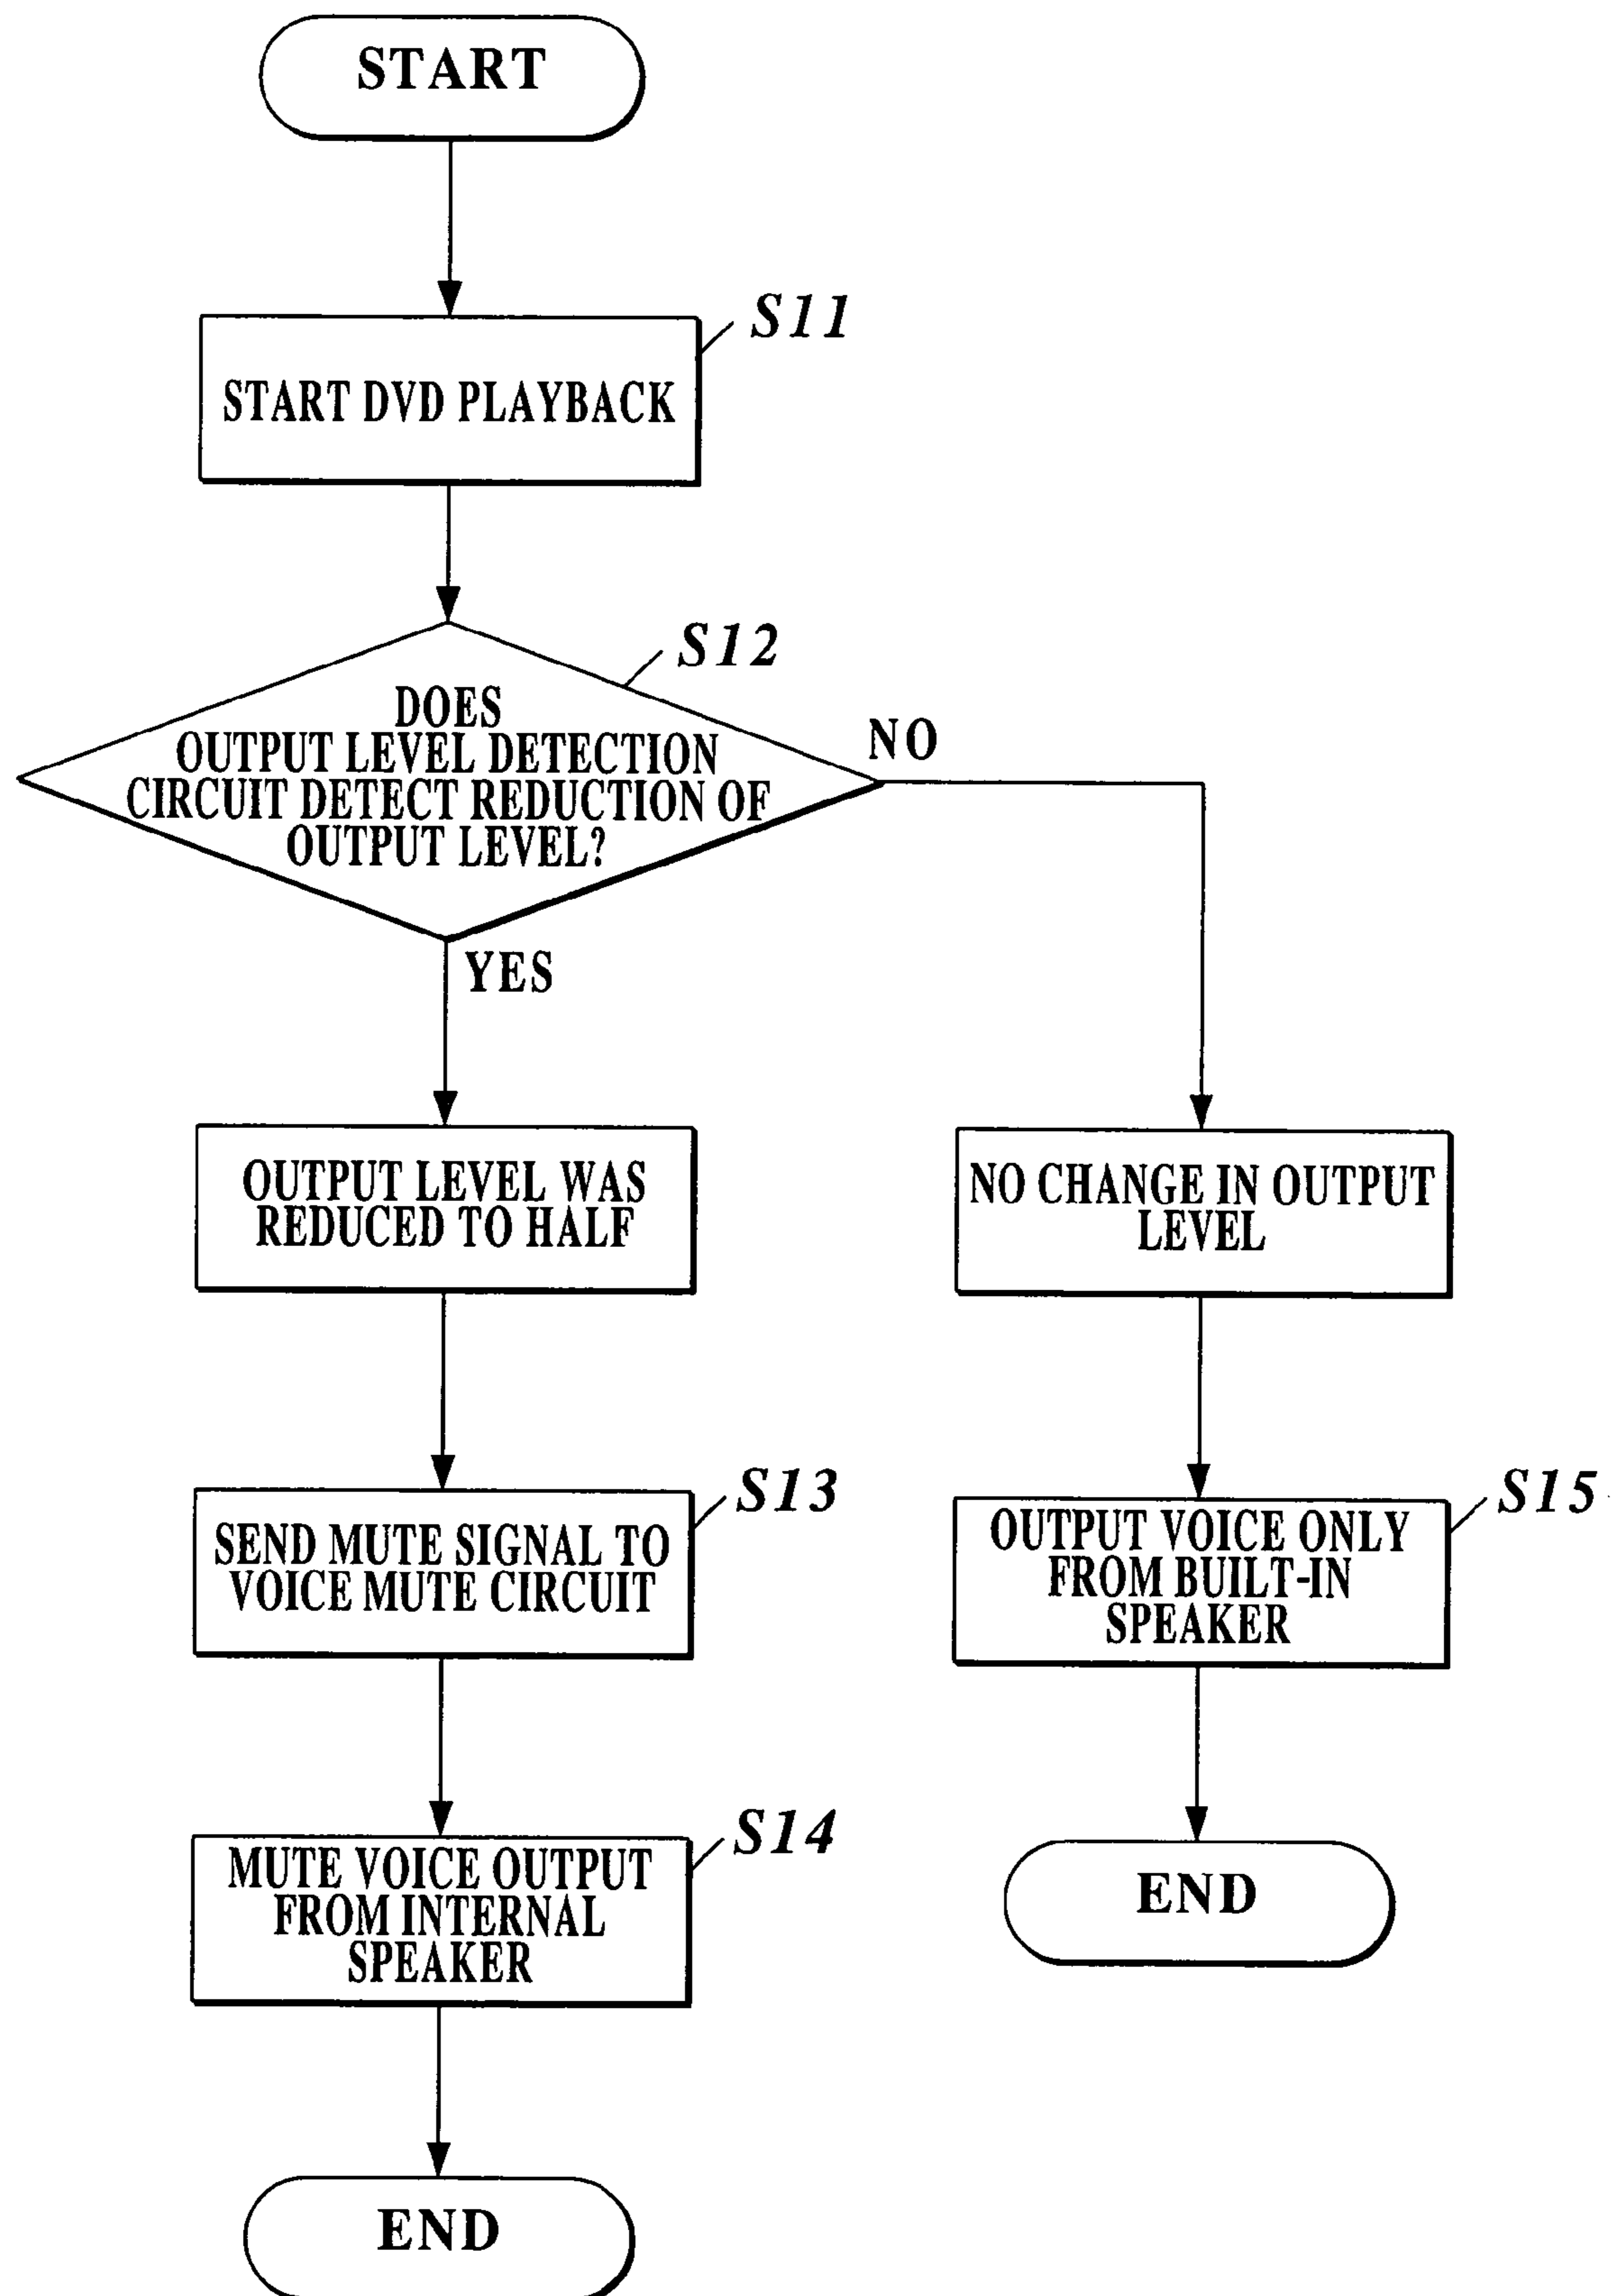 START
S11
START DVD PLAYBACK
S12
DOES
OUTPUT LEVEL DETECTION
CIRCUIT DETECT REDUCTION OF
OUTPUT LEVEL?
NO
YES
OUTPUT LEVEL WAS
REDUCED TO HALF
NO CHANGE IN OUTPUT
LEVEL
S13
SEND MUTE SIGNAL TO
VOICE MUTE CIRCUIT
S15
OUTPUT VOICE ONLY
FROM BUILT-IN
SPEAKER
S14
MUTE VOICE OUTPUT
FROM INTERNAL
SPEAKER
END
END